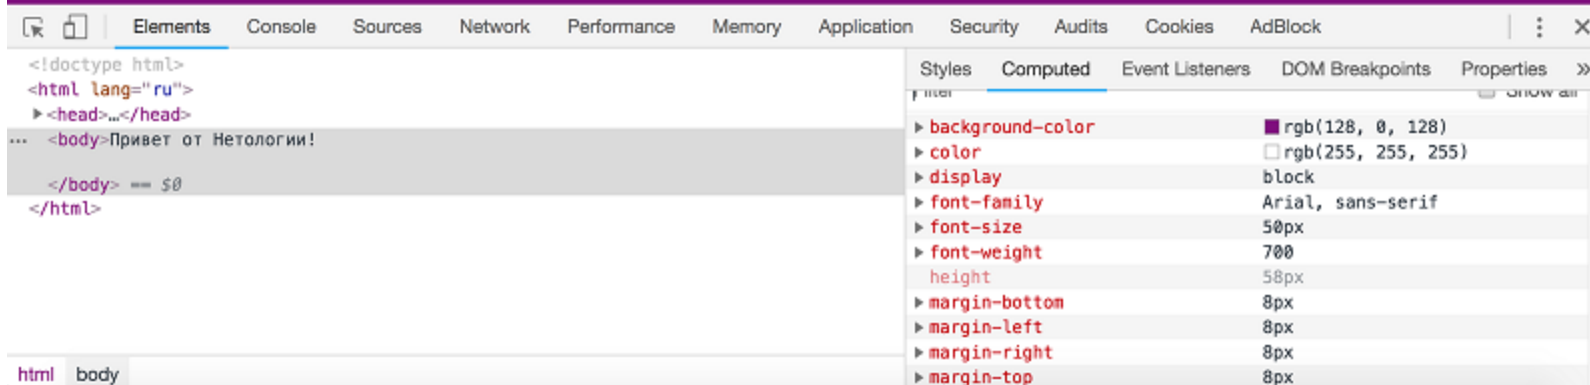 Elements Console Sources Network Performance Memory Application Security Audits Cookies AdBlock
<!doctype html>
<html lang="ru">
<head>…</head>
<body>Привет от Нетологии!
</body> == $0
</html>
html body
Styles Computed Event Listeners DOM Breakpoints Properties »
Filter Show all
background-color rgb(128, 0, 128)
color rgb(255, 255, 255)
display block
font-family Arial, sans-serif
font-size 50px
font-weight 700
height 58px
margin-bottom 8px
margin-left 8px
margin-right 8px
margin-top 8px